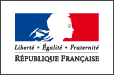 Liberté • Égalité • Fraternité
RÉPUBLIQUE FRANÇAISE